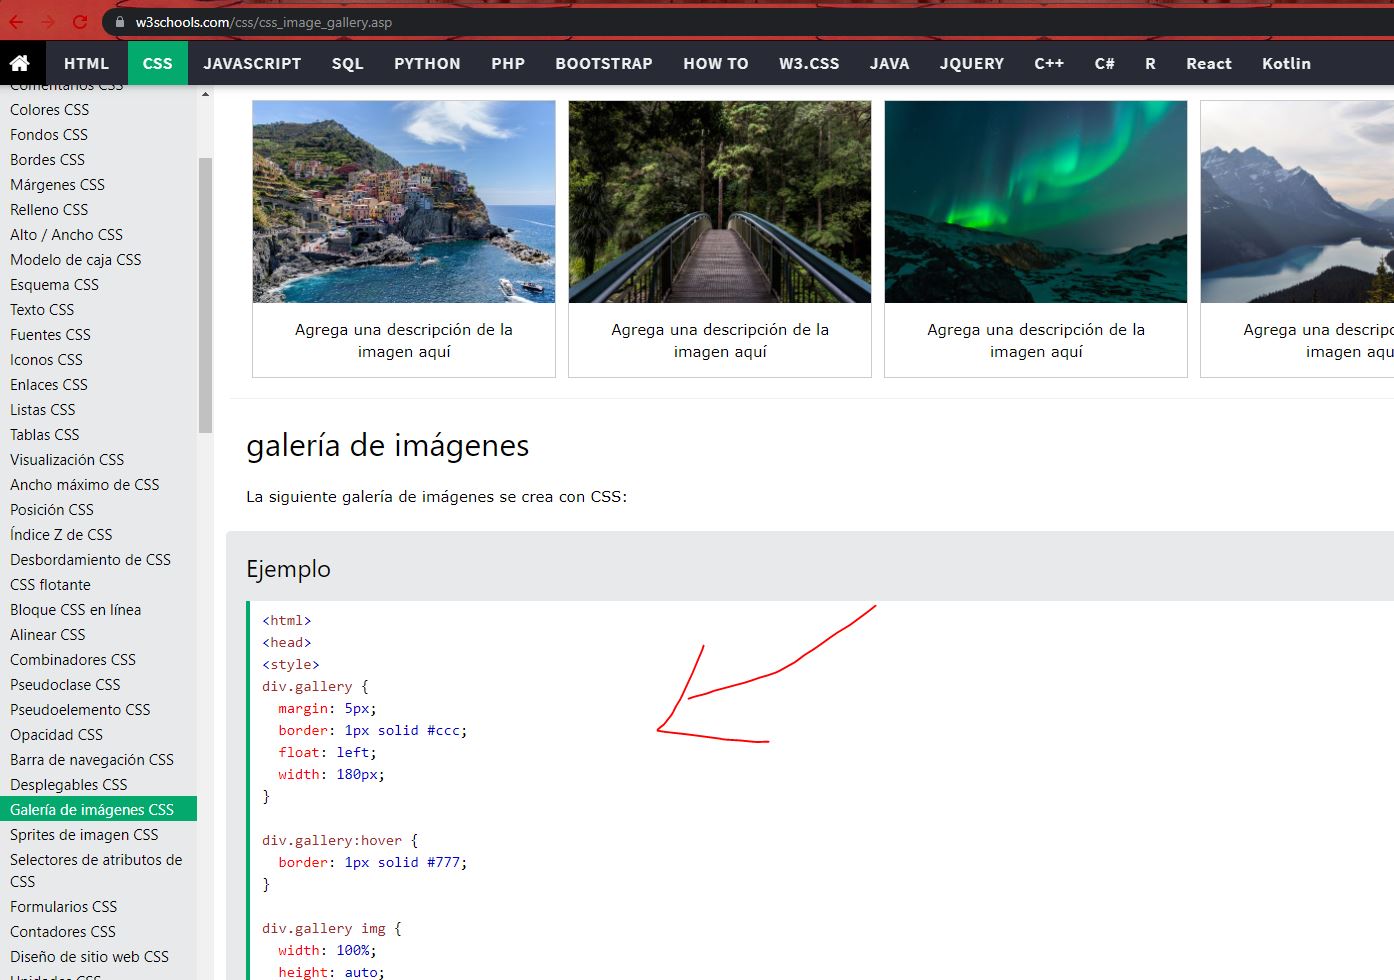 w3schools.com/css/css_image_gallery.asp
HTML CSS JAVASCRIPT SQL PYTHON PHP BOOTSTRAP HOW TO W3.CSS JAVA JQUERY C++ C# R React Kotlin
Comentarios CSS
Colores CSS
Fondos CSS
Bordes CSS
Márgenes CSS
Relleno CSS
Alto / Ancho CSS
Modelo de caja CSS
Esquema CSS
Texto CSS
Fuentes CSS
Iconos CSS
Enlaces CSS
Listas CSS
Tablas CSS
Visualización CSS
Ancho máximo de CSS
Posición CSS
Índice Z de CSS
Desbordamiento de CSS
CSS flotante
Bloque CSS en línea
Alinear CSS
Combinadores CSS
Pseudoclase CSS
Pseudoelemento CSS
Opacidad CSS
Barra de navegación CSS
Desplegables CSS
Galería de imágenes CSS
Sprites de imagen CSS
Selectores de atributos de
CSS
Formularios CSS
Contadores CSS
Diseño de sitio web CSS
Unidades CSS
Agrega una descripción de la
imagen aquí
Agrega una descripción de la
imagen aquí
Agrega una descripción de la
imagen aquí
Agrega una descripc
imagen aqu
galería de imágenes
La siguiente galería de imágenes se crea con CSS:
Ejemplo
<html>
<head>
<style>
div.gallery {
margin: 5px;
border: 1px solid #ccc;
float: left;
width: 180px;
}
div.gallery:hover {
border: 1px solid #777;
}
div.gallery img {
width: 100%;
height: auto;